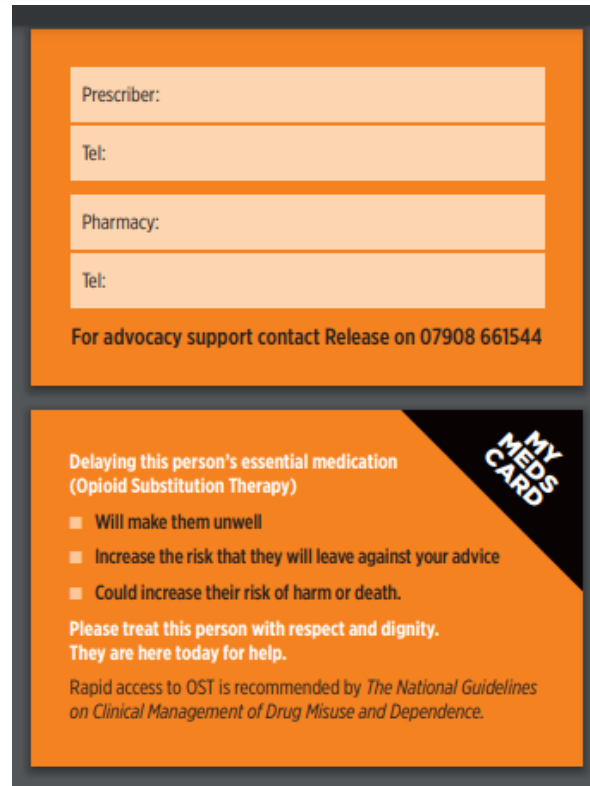 Prescriber:
Tel:
Pharmacy:
Tel:
For advocacy support contact Release on 07908 661544
MY
MEDS
CARD
Delaying this person's essential medication
(Opioid Substitution Therapy)
Will make them unwell
Increase the risk that they will leave against your advice
Could increase their risk of harm or death.
Please treat this person with respect and dignity.
They are here today for help.
Rapid access to OST is recommended by The National Guidelines
on Clinical Management of Drug Misuse and Dependence.